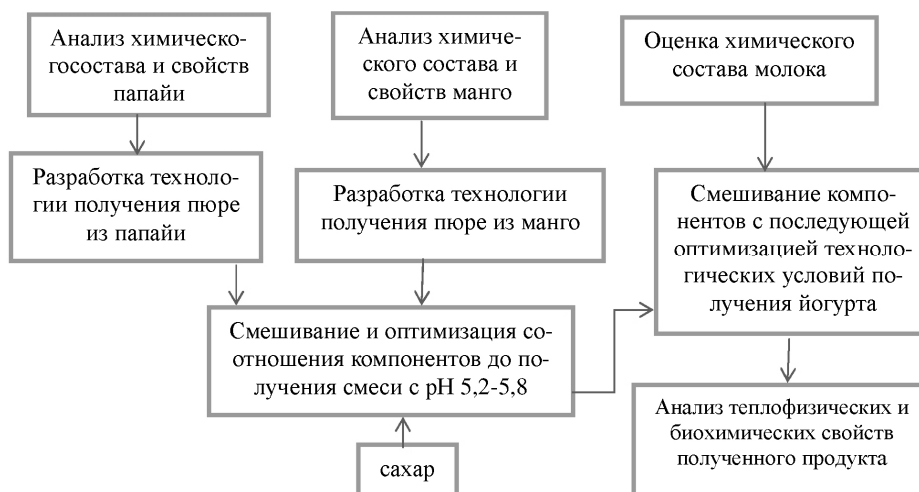 Анализ химическо-
госостава и свойств
папайи
Анализ химиче-
ского состава и
свойств манго
Оценка химического
состава молока
Разработка техноло-
гии получения пюре
из папайи
Разработка технологии
получения пюре из манго
Смешивание компо-
нентов с последующей
оптимизацией техноло-
гических условий по-
лучения йогурта
Смешивание и оптимизация со-
отношения компонентов до по-
лучения смеси с pH 5,2-5,8
сахар
Анализ теплофизических и
биохимических свойств
полученного продукта